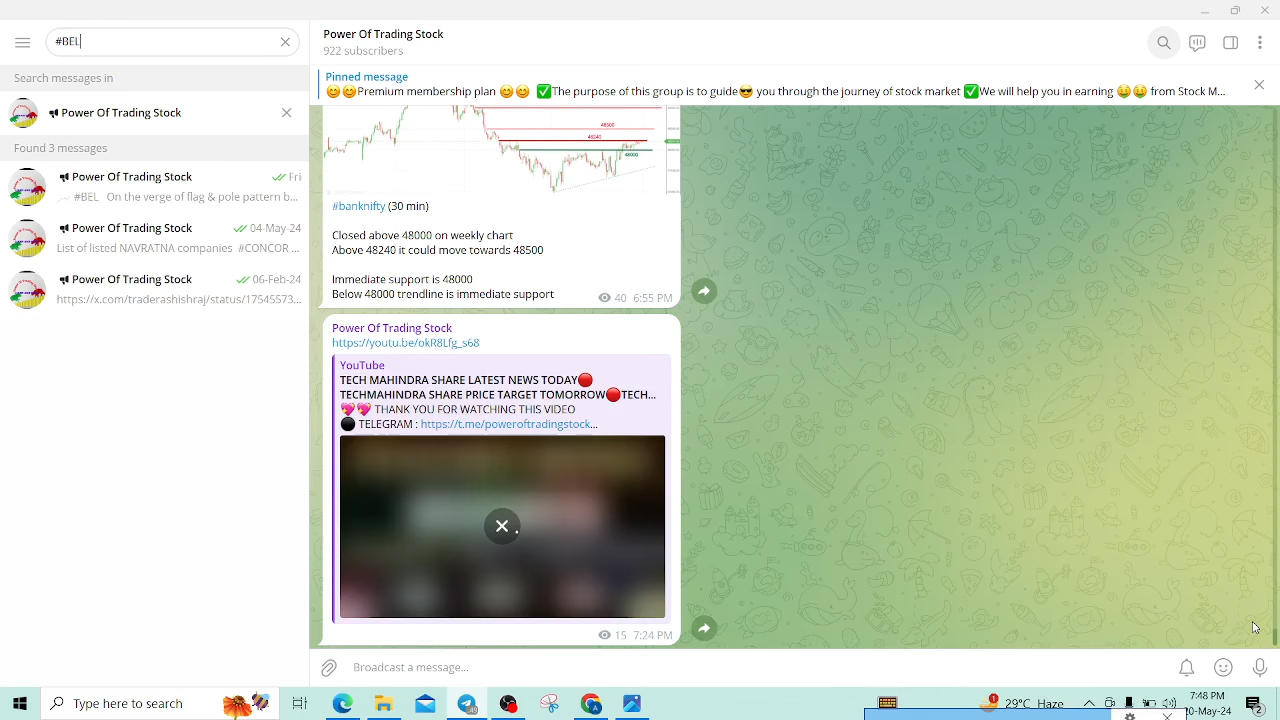 #BEL
Search messages in
Power Of Trading Stock
Found 3 messages
Power Of Trading Stock Fri
#BEL On the verge of flag & pole pattern b...
Power Of Trading Stock 04-May-24
List of listed NAVRATNA companies #CONCOR ...
Power Of Trading Stock 06-Feb-24
https://x.com/traderashishraj/status/17545573...
Power Of Trading Stock
922 subscribers
Pinned message
😊😊Premium membership plan 😊😊 ✅The purpose of this group is to guide😎 you through the journey of stock market ✅We will help you in earning 🤑🤑 from Stock M...
48500
48240
48000
#banknifty (30 min)
Closed above 48000 on weekly chart
Above 48240 it could move towards 48500
Immediate support is 48000
Below 48000 trendline is immediate support
40 6:55 PM
Power Of Trading Stock
https://youtu.be/okR8Lfg_s68
YouTube
TECH MAHINDRA SHARE LATEST NEWS TODAY🔴
TECHMAHINDRA SHARE PRICE TARGET TOMORROW🔴TECH...
💖💖 THANK YOU FOR WATCHING THIS VIDEO
⚫ TELEGRAM : https://t.me/poweroftradingstock...
15 7:24 PM
Broadcast a message...
Type here to search
1
29°C Haze
7:48 PM
20-May-24
2